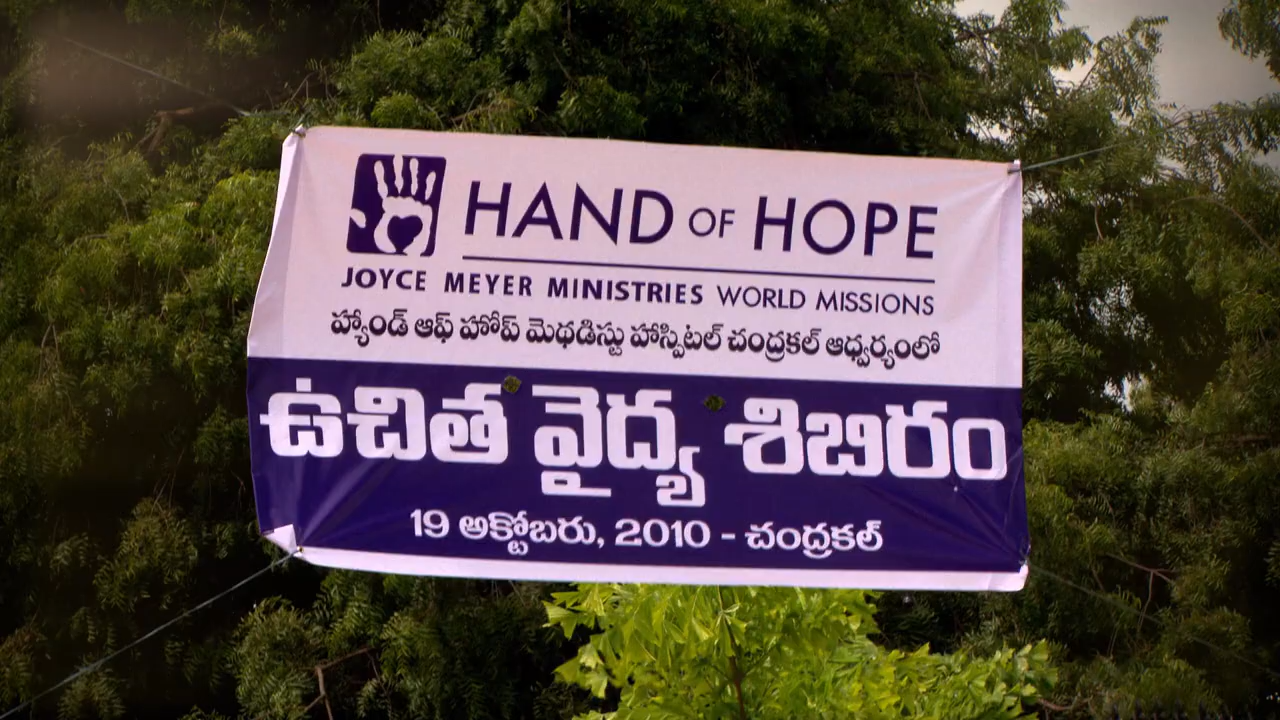 HAND OF HOPE
JOYCE MEYER MINISTRIES WORLD MISSIONS
హ్యాండ్ ఆఫ్ హోప్ మెథడిస్టు హాస్పిటల్ చంద్రకల్ ఆధ్వర్యంలో
ఉచిత వైద్య శిబిరం
19 అక్టోబరు, 2010 - చంద్రకల్